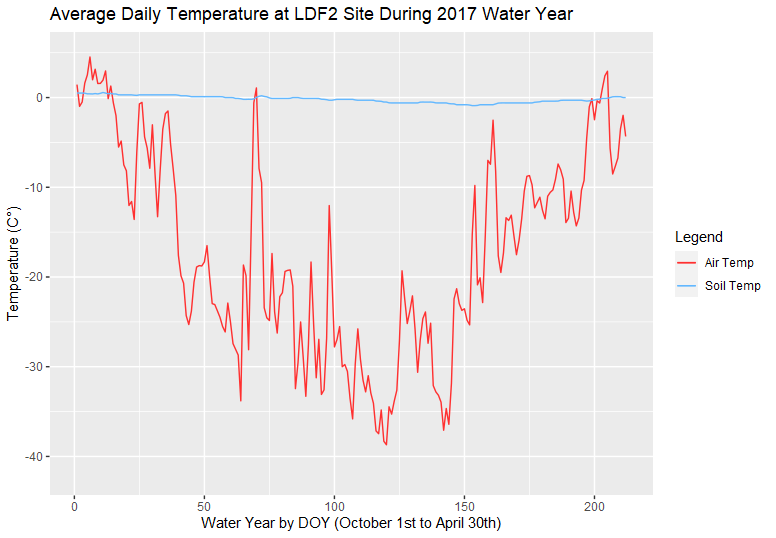 Average Daily Temperature at LDF2 Site During 2017 Water Year
Temperature (C°)
0
-10
-20
-30
-40
0
50
100
150
200
Water Year by DOY (October 1st to April 30th)
Legend
Air Temp
Soil Temp